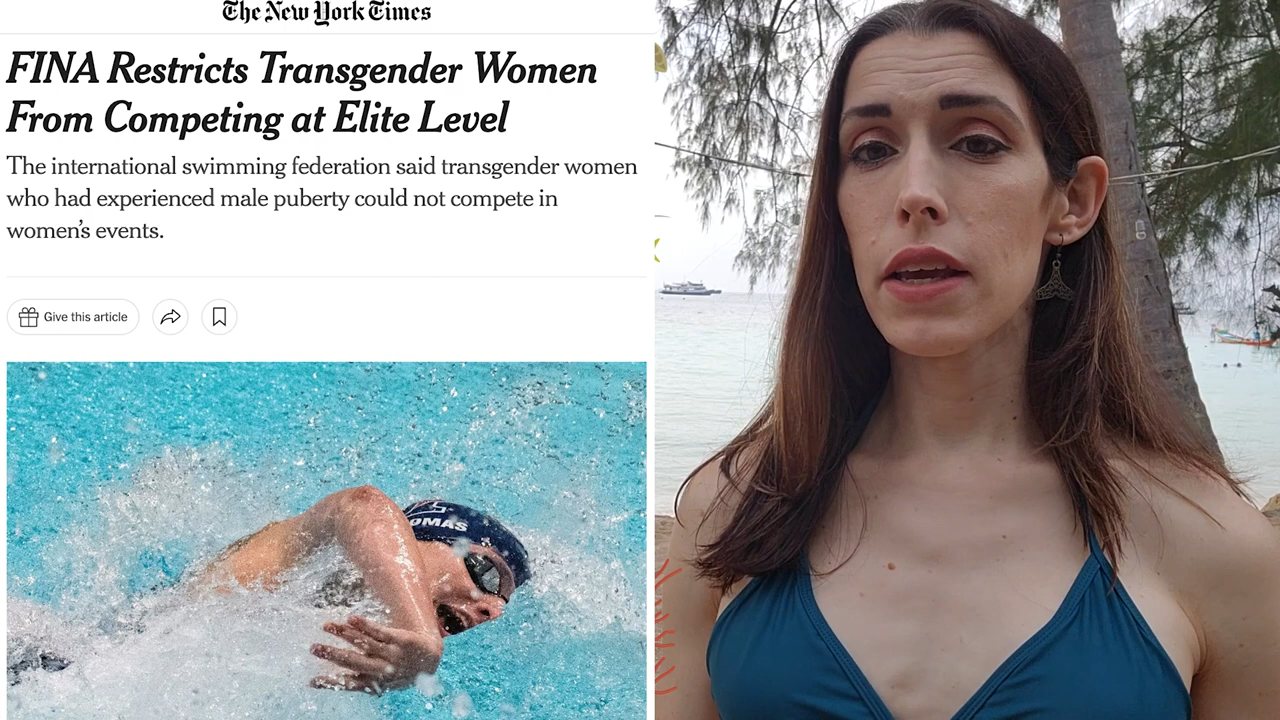 The New York Times
FINA Restricts Transgender Women
From Competing at Elite Level
The international swimming federation said transgender women
who had experienced male puberty could not compete in
women's events.
Give this article
OMAS